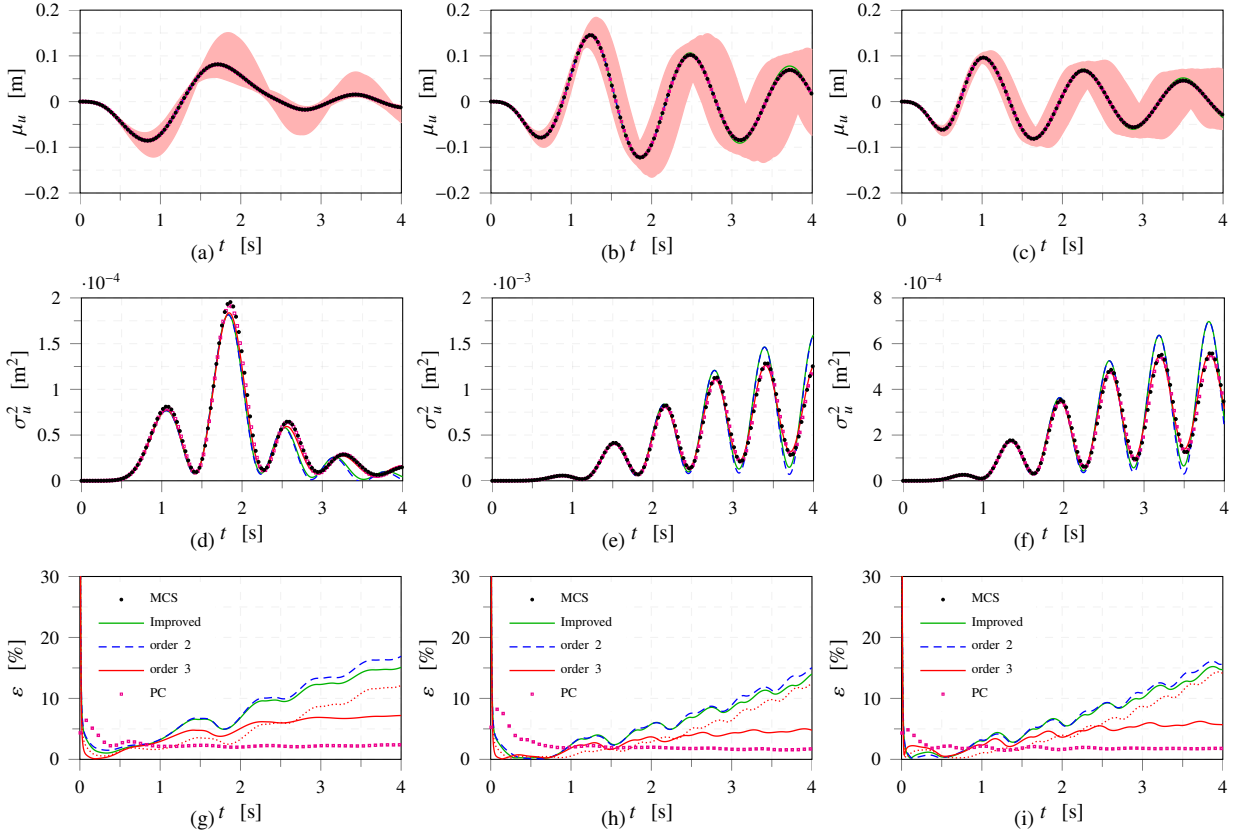 0.2
0.1
0
−0.1
−0.2
μu [m]
0 1 2 3 4
(a) t [s]
0.2
0.1
0
−0.1
−0.2
μu [m]
0 1 2 3 4
(b) t [s]
0.2
0.1
0
−0.1
−0.2
μu [m]
0 1 2 3 4
(c) t [s]
·10−4
2
1.5
1
0.5
0
σ²u [m²]
0 1 2 3 4
(d) t [s]
·10−3
2
1.5
1
0.5
0
σ²u [m²]
0 1 2 3 4
(e) t [s]
·10−4
8
6
4
2
0
σ²u [m²]
0 1 2 3 4
(f) t [s]
30
20
10
0
ε [%]
MCS
Improved
order 2
order 3
PC
0 1 2 3 4
(g) t [s]
30
20
10
0
ε [%]
MCS
Improved
order 2
order 3
PC
0 1 2 3 4
(h) t [s]
30
20
10
0
ε [%]
MCS
Improved
order 2
order 3
PC
0 1 2 3 4
(i) t [s]